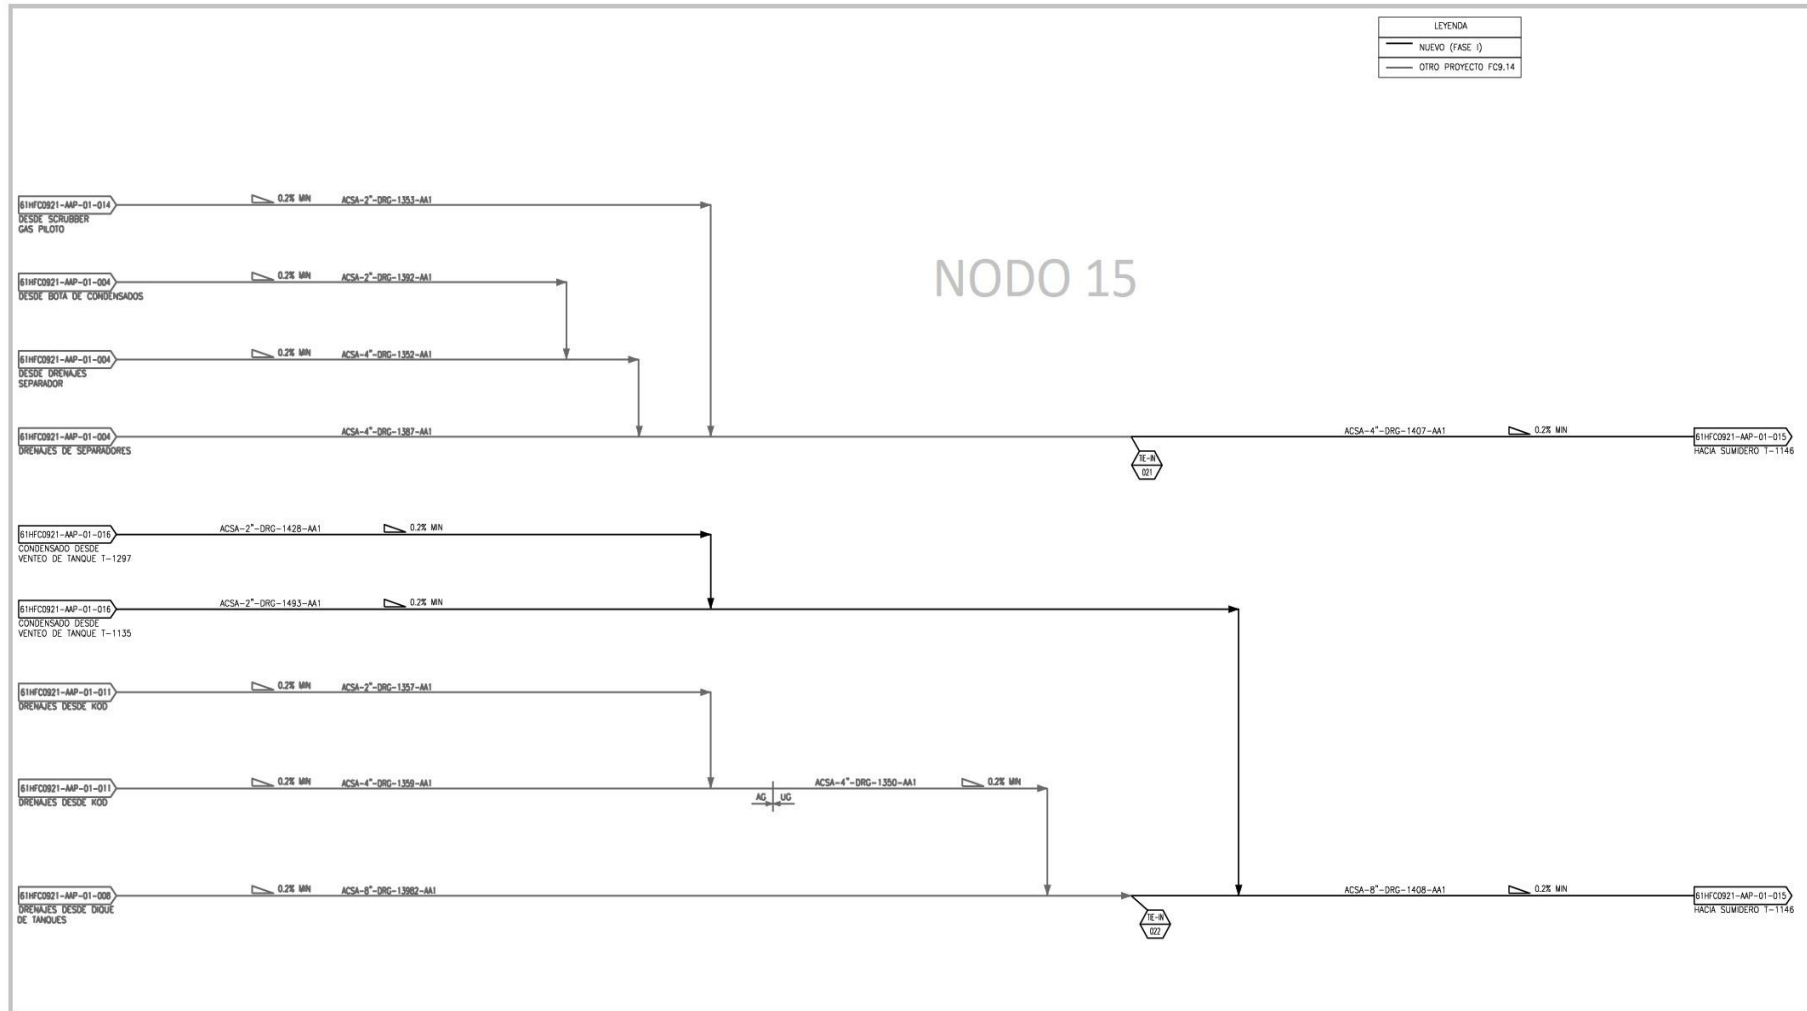 LEYENDA
NUEVO (FASE I)
OTRO PROYECTO FC9.14
0.2% MIN
ACSA-2"-DRG-1353-AA1
61HFC0921-AAP-01-014
DESDE SCRUBBER
GAS PILOTO
NODO 15
0.2% MIN
ACSA-2"-DRG-1392-AA1
61HFC0921-AAP-01-004
DESDE BOTA DE CONDENSADOS
0.2% MIN
ACSA-4"-DRG-1352-AA1
61HFC0921-AAP-01-004
DESDE DRENAJES
SEPARADOR
ACSA-4"-DRG-1387-AA1
61HFC0921-AAP-01-004
DRENAJES DE SEPARADORES
ACSA-4"-DRG-1407-AA1
0.2% MIN
61HFC0921-AAP-01-015
HACIA SUMIDERO T-1146
TIE-IN
021
ACSA-2"-DRG-1428-AA1
0.2% MIN
61HFC0921-AAP-01-016
CONDENSADO DESDE
VENTEO DE TANQUE T-1297
ACSA-2"-DRG-1493-AA1
0.2% MIN
61HFC0921-AAP-01-016
CONDENSADO DESDE
VENTEO DE TANQUE T-1135
0.2% MIN
ACSA-2"-DRG-1357-AA1
61HFC0921-AAP-01-011
DRENAJES DESDE KOD
0.2% MIN
ACSA-4"-DRG-1359-AA1
61HFC0921-AAP-01-011
DRENAJES DESDE KOD
AG UG
ACSA-4"-DRG-1350-AA1
0.2% MIN
0.2% MIN
ACSA-8"-DRG-13982-AA1
61HFC0921-AAP-01-008
DRENAJES DESDE DIQUE
DE TANQUES
ACSA-8"-DRG-1408-AA1
0.2% MIN
61HFC0921-AAP-01-015
HACIA SUMIDERO T-1146
TIE-IN
022